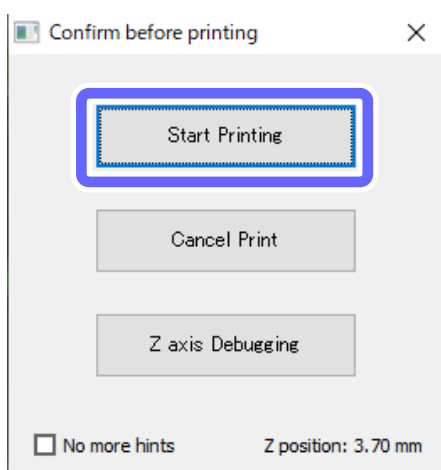 Confirm before printing
Start Printing
Cancel Print
Z axis Debugging
No more hints Z position: 3.70 mm